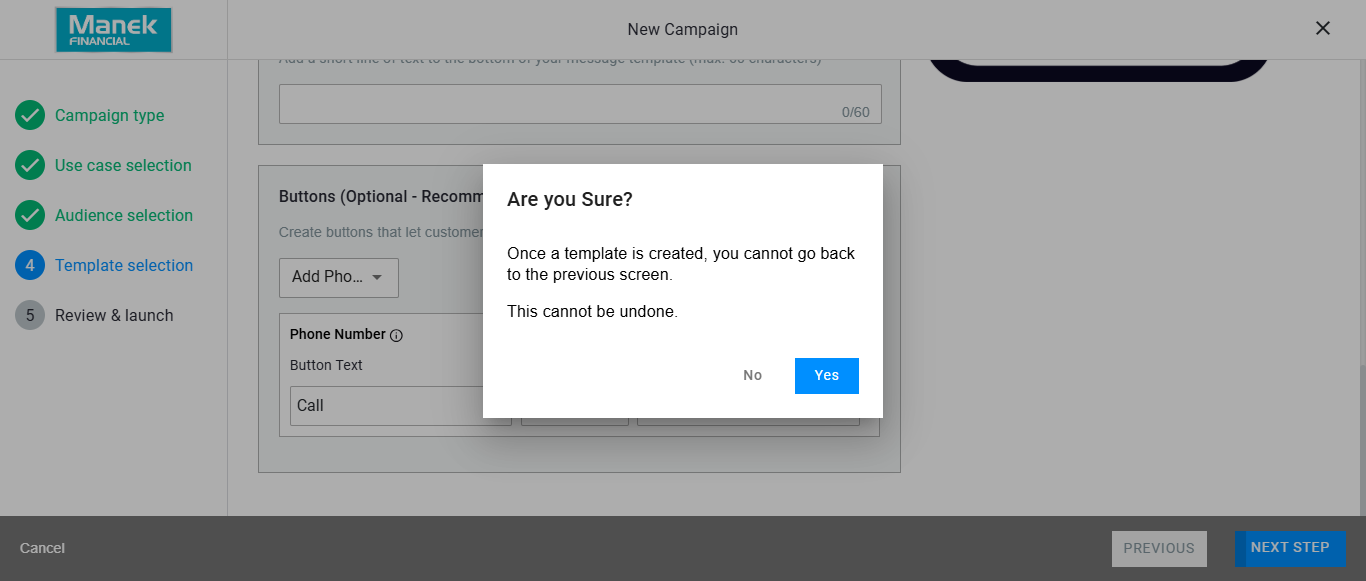 Manek
FINANCIAL
New Campaign
Campaign type
Use case selection
Audience selection
4 Template selection
5 Review & launch
Add a short line of text to the bottom of your message template (max. 60 characters)
0/60
Buttons (Optional - Recomm
Create buttons that let customer
Add Pho...
Phone Number
Button Text
Call
Are you Sure?
Once a template is created, you cannot go back
to the previous screen.
This cannot be undone.
No
Yes
Cancel
PREVIOUS
NEXT STEP